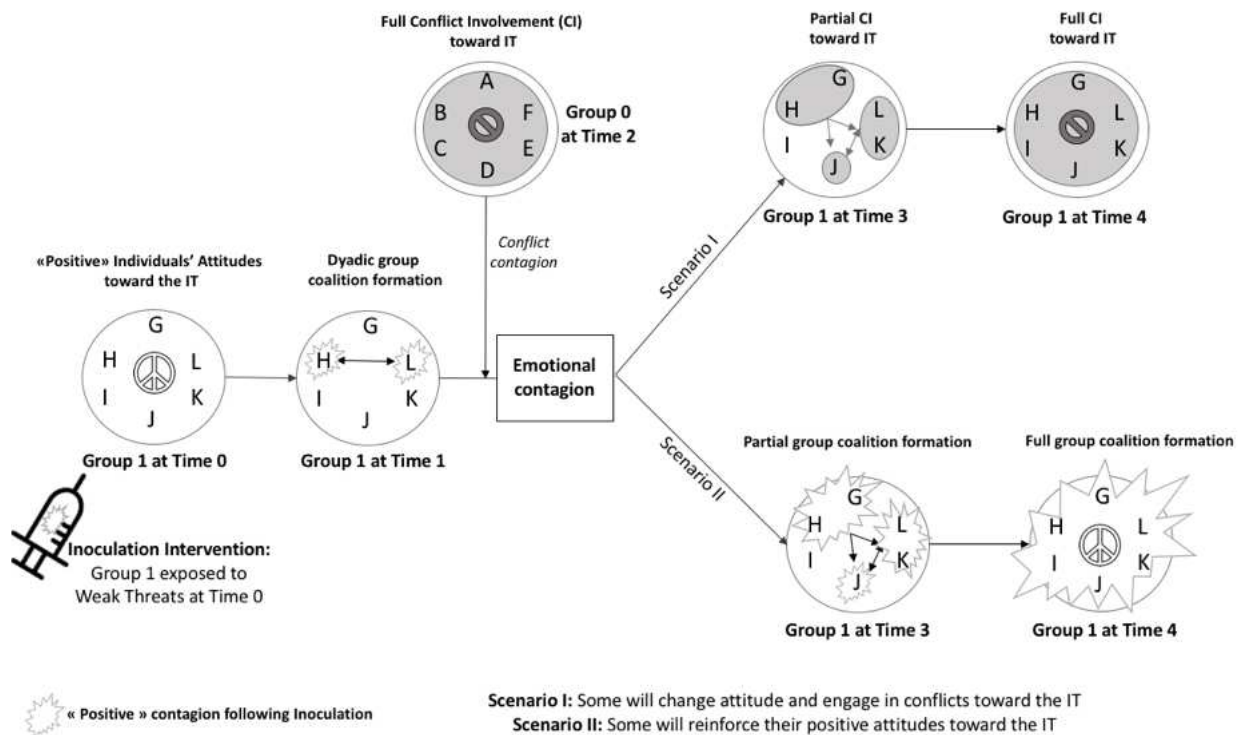 Full Conflict Involvement (CI)
toward IT
A
B
F
C
E
D
Group 0
at Time 2
Partial CI
toward IT
G
H
L
I
K
J
Group 1 at Time 3
Full CI
toward IT
G
H
L
I
K
J
Group 1 at Time 4
Conflict
contagion
Scenario I
«Positive» Individuals' Attitudes
toward the IT
G
H
L
I
K
J
Group 1 at Time 0
Dyadic group
coalition formation
G
H
L
I
K
J
Group 1 at Time 1
Emotional
contagion
Scenario II
Partial group coalition formation
G
H
L
I
K
J
Group 1 at Time 3
Full group coalition formation
G
H
L
I
K
J
Group 1 at Time 4
Inoculation Intervention:
Group 1 exposed to
Weak Threats at Time 0
« Positive » contagion following Inoculation
Scenario I: Some will change attitude and engage in conflicts toward the IT
Scenario II: Some will reinforce their positive attitudes toward the IT